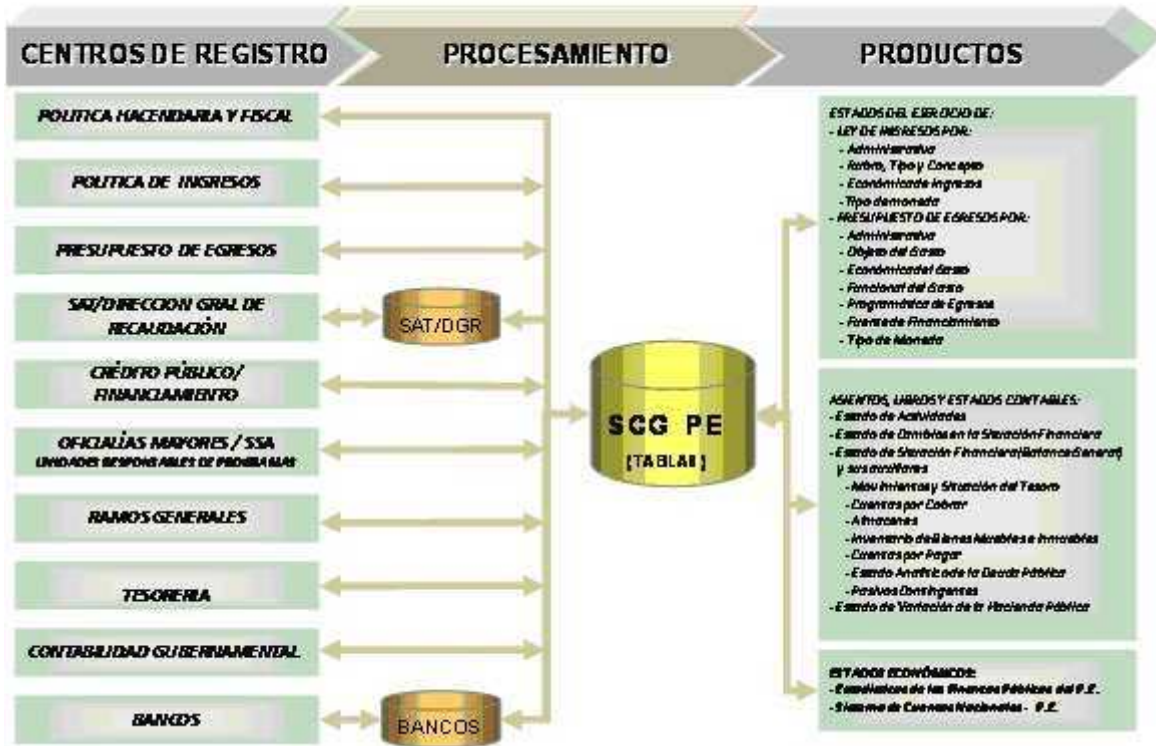 CENTROS DE REGISTRO
PROCESAMIENTO
PRODUCTOS
POLITICA HACENDARIA Y FISCAL
POLITICA DE INGRESOS
PRESUPUESTO DE EGRESOS
SAT/DIRECCION GRAL DE
RECAUDACIÓN
CRÉDITO PÚBLICO/
FINANCIAMIENTO
OFICIALÍAS MAYORES / SSA
UNIDADES RESPONSABLES DE PROGRAMAS
RAMOS GENERALES
TESORERIA
CONTABILIDAD GUBERNAMENTAL
BANCOS
SAT/DGR
BANCOS
SCG PE
(TABLAS)
ESTADOS DEL EJERCICIO DE:
- LEY DE INGRESOS POR:
- Administrativa
- Rubro, Tipo y Concepto
- Económica de Ingresos
- Tipo de moneda
- PRESUPUESTO DE EGRESOS POR:
- Administrativa
- Objeto del Gasto
- Económica del Gasto
- Funcional del Gasto
- Programática de Egresos
- Fuente de Financiamiento
- Tipo de Moneda
ASIENTOS, LIBROS Y ESTADOS CONTABLES:
- Estado de Actividades
- Estado de Cambios en la Situación Financiera
- Estado de Situación Financiera (Balance General)
y sus auxiliares
- Movimientos y Situación del Tesoro
- Cuentas por Cobrar
- Almacenes
- Inventario de Bienes Muebles e Inmuebles
- Cuentas por Pagar
- Estado Analítico de la Deuda Pública
- Pasivos Contingentes
- Estado de Variación de la Hacienda Pública
ESTADOS ECONÓMICOS:
- Estadísticas de las Finanzas Públicas del P.E.
- Sistema de Cuentas Nacionales - P.E.